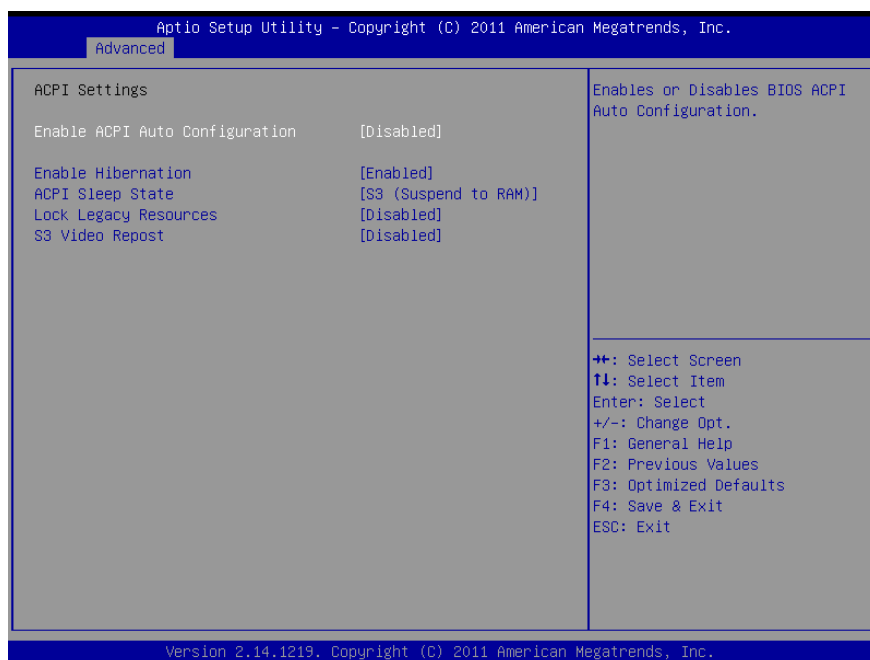 Aptio Setup Utility – Copyright (C) 2011 American Megatrends, Inc.
Advanced
ACPI Settings
Enable ACPI Auto Configuration [Disabled]
Enable Hibernation [Enabled]
ACPI Sleep State [S3 (Suspend to RAM)]
Lock Legacy Resources [Disabled]
S3 Video Repost [Disabled]
Enables or Disables BIOS ACPI
Auto Configuration.
→←: Select Screen
↑↓: Select Item
Enter: Select
+/-: Change Opt.
F1: General Help
F2: Previous Values
F3: Optimized Defaults
F4: Save & Exit
ESC: Exit
Version 2.14.1219. Copyright (C) 2011 American Megatrends, Inc.